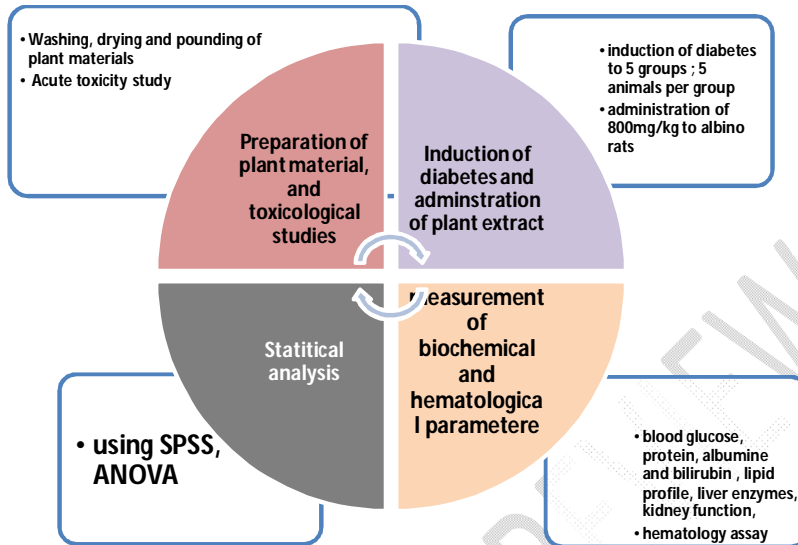 • Washing, drying and pounding of
plant materials
• Acute toxicity study
• induction of diabetes
to 5 groups ; 5
animals per group
• administration of
800mg/kg to albino
rats
Preparation of
plant material,
and
toxicological
studies
Induction of
diabetes and
adminstration
of plant extract
Statitical
analysis
measurement
of
biochemical
and
hematologica
l parametere
• using SPSS,
ANOVA
• blood glucose,
protein, albumine
and bilirubin , lipid
profile, liver enzymes,
kidney function,
• hematology assay